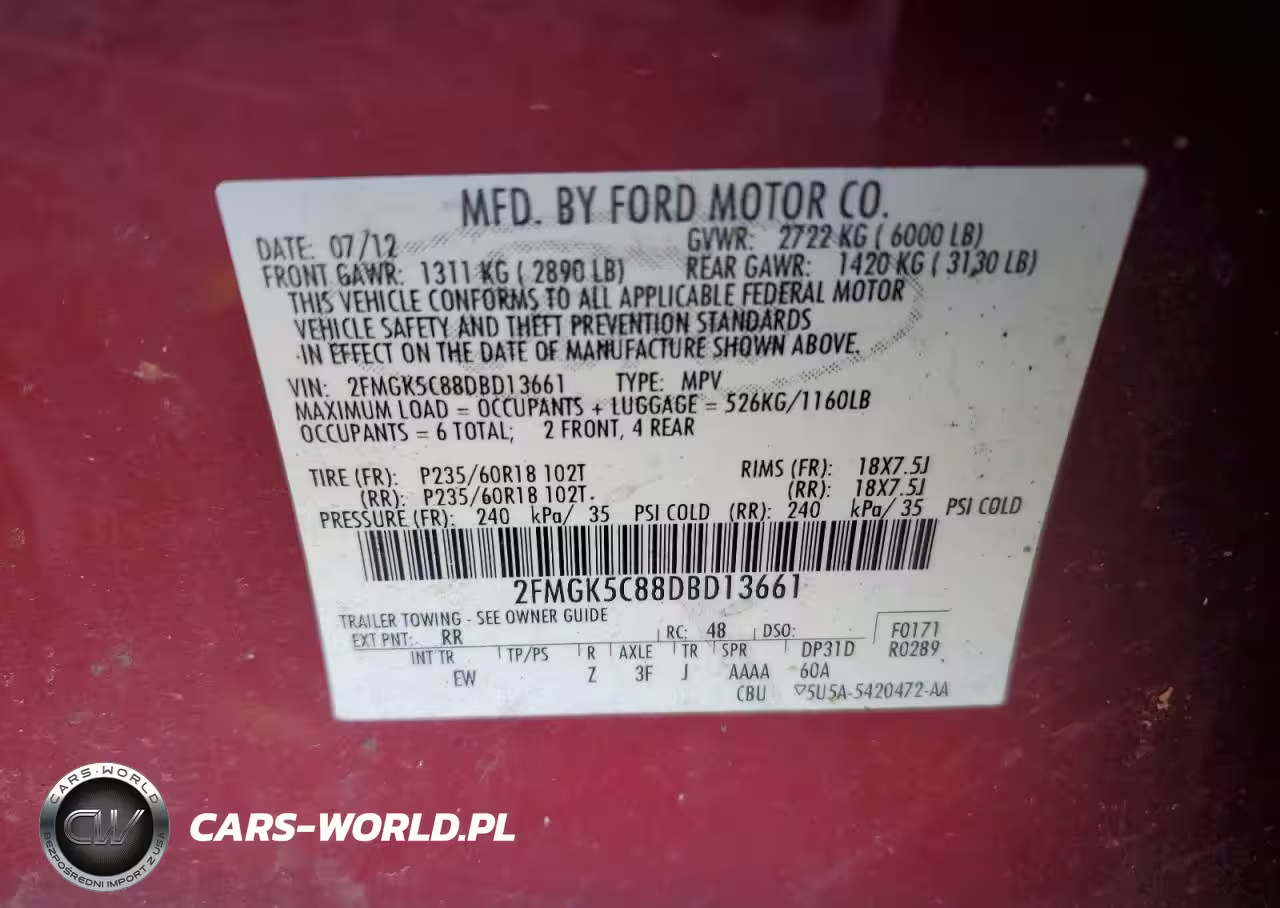 MFD. BY FORD MOTOR CO.
DATE: 07/12 GVWR: 2722 KG ( 6000 LB)
FRONT GAWR: 1311 KG ( 2890 LB) REAR GAWR: 1420 KG ( 3130 LB)
THIS VEHICLE CONFORMS TO ALL APPLICABLE FEDERAL MOTOR
VEHICLE SAFETY AND THEFT PREVENTION STANDARDS
IN EFFECT ON THE DATE OF MANUFACTURE SHOWN ABOVE.
VIN: 2FMGK5C88DBD13661 TYPE: MPV
MAXIMUM LOAD = OCCUPANTS + LUGGAGE = 526KG/1160LB
OCCUPANTS = 6 TOTAL; 2 FRONT, 4 REAR
TIRE (FR): P235/60R18 102T RIMS (FR): 18X7.5J
(RR): P235/60R18 102T (RR): 18X7.5J
PRESSURE (FR): 240 kPa/ 35 PSI COLD (RR): 240 kPa/ 35 PSI COLD
2FMGK5C88DBD13661
TRAILER TOWING - SEE OWNER GUIDE
EXT PNT: RR RC: 48 DSO: F0171
INT TR TP/PS R AXLE TR SPR DP31D R0289
EW Z 3F J AAAA 60A
CBU ▽5U5A-5420472-AA
CARS-WORLD
CW
BEZPOŚREDNI IMPORT Z USA
CARS-WORLD.PL